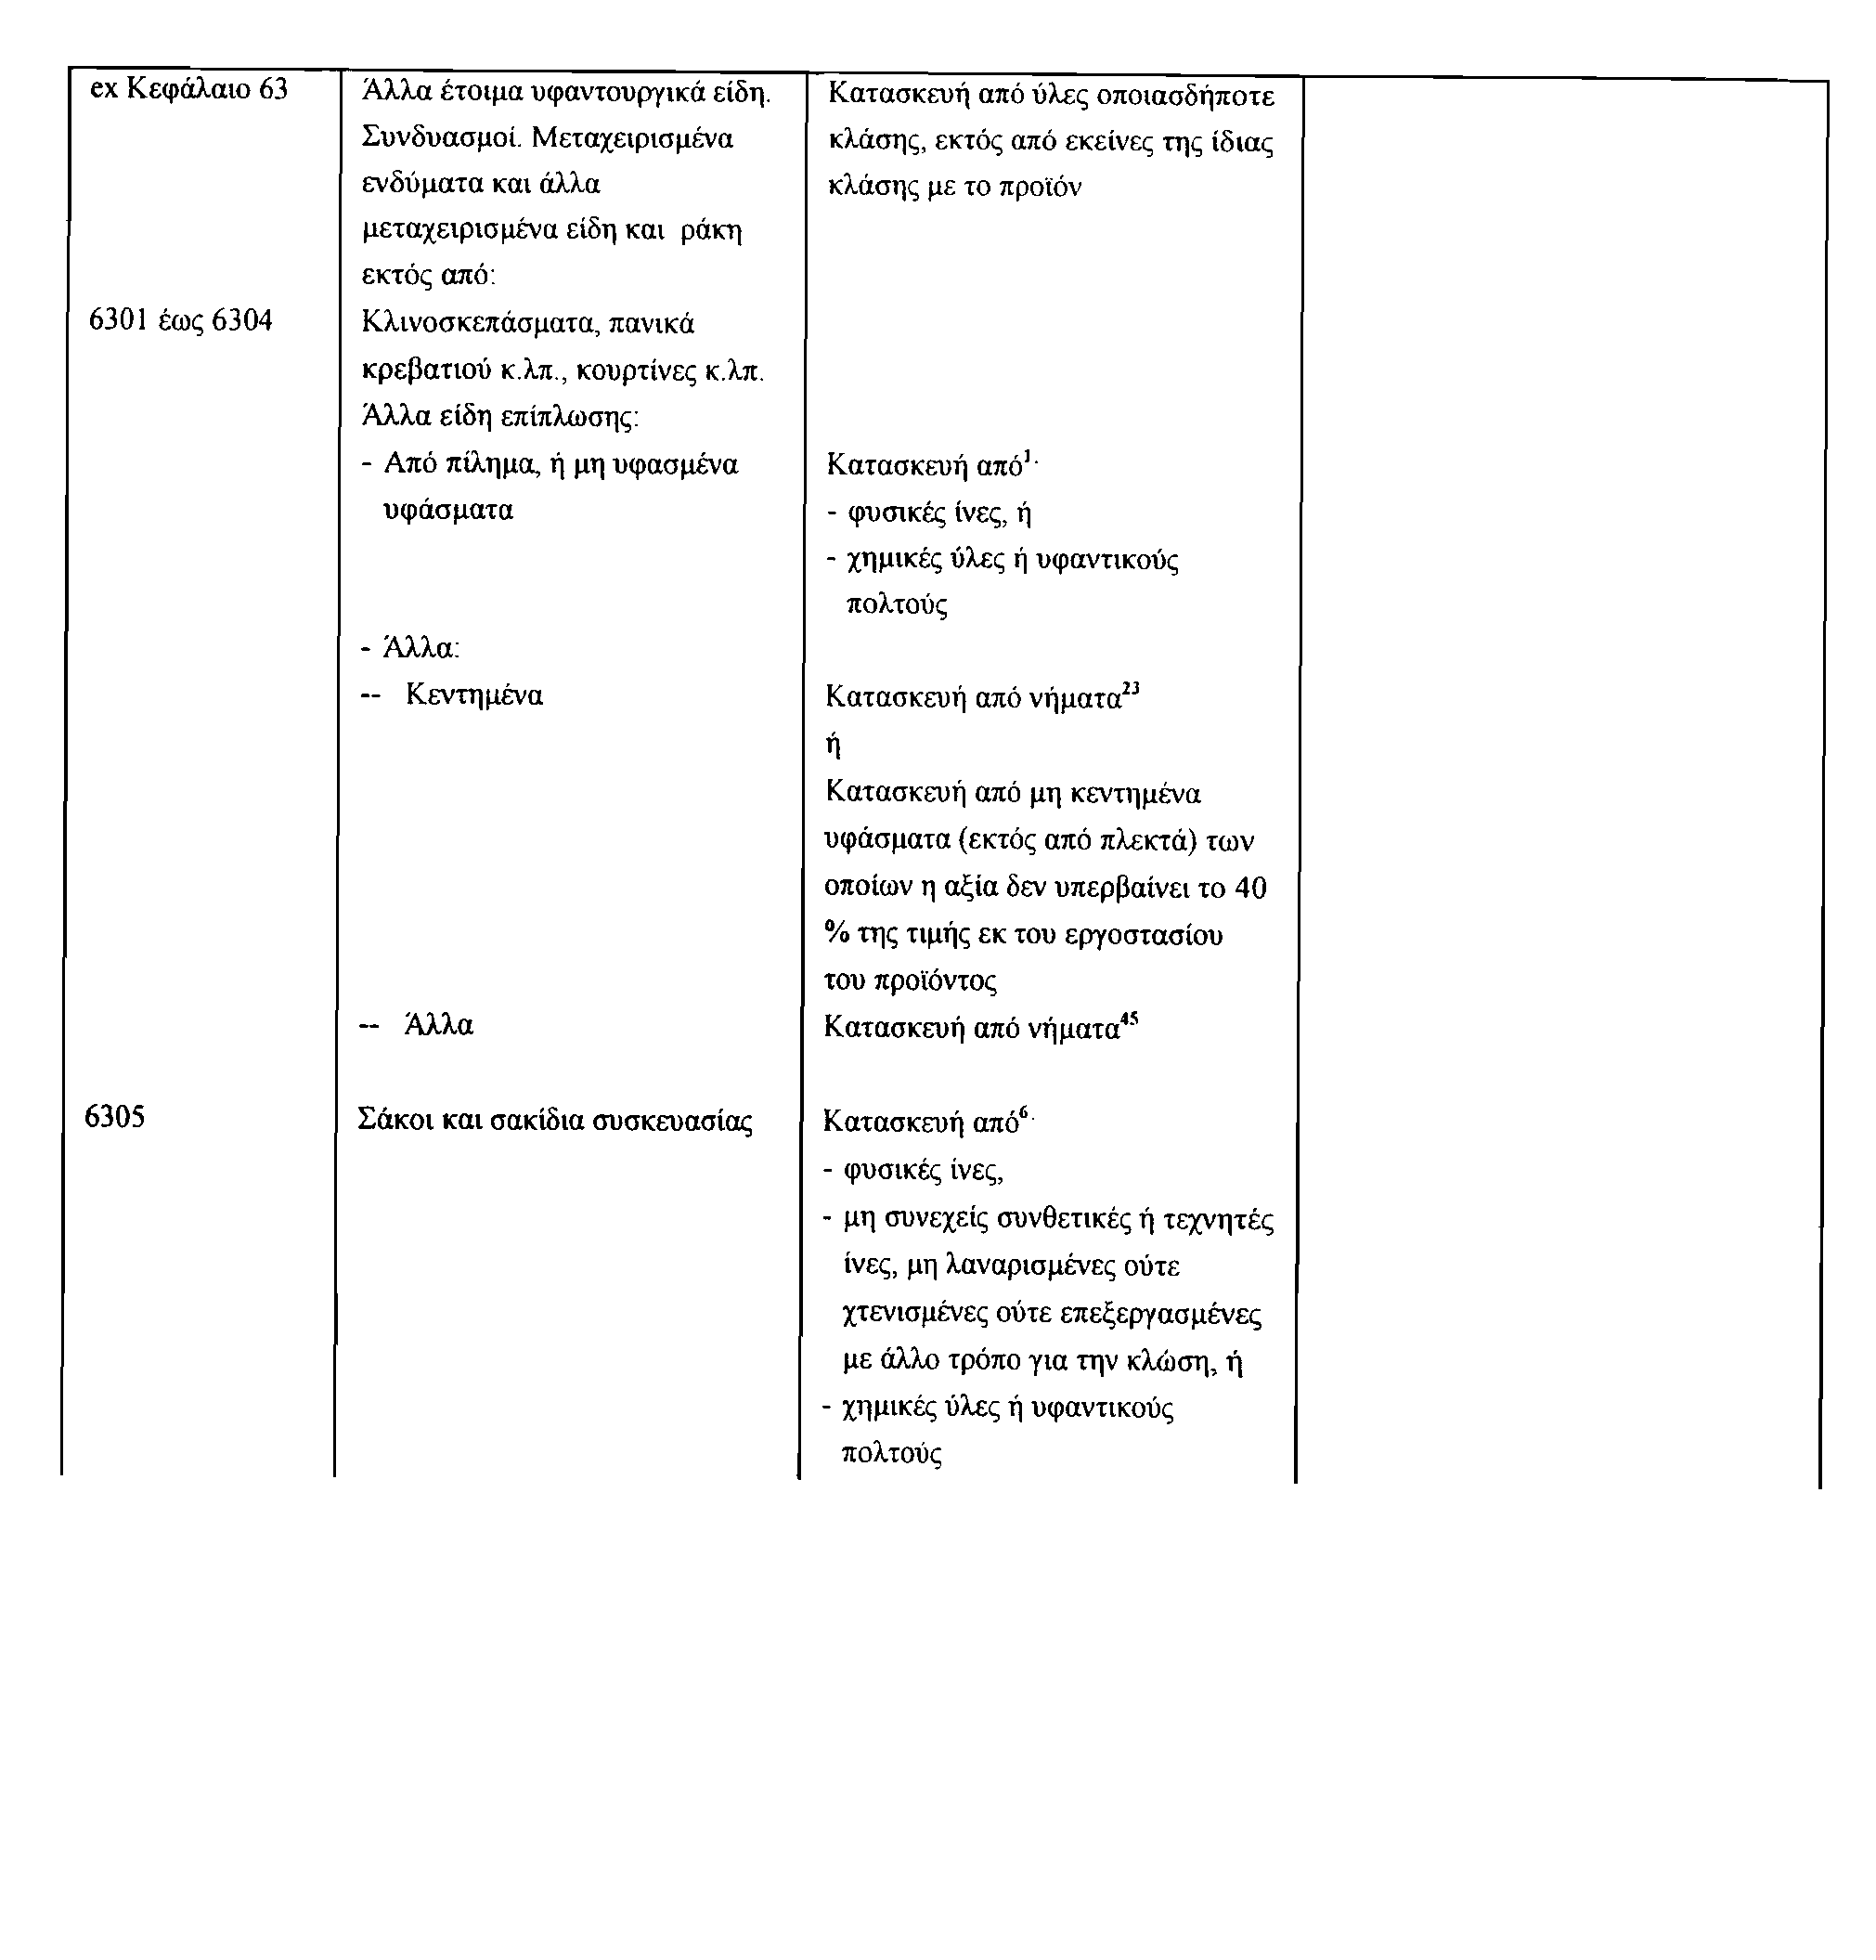 ex Κεφάλαιο 63
Άλλα έτοιμα υφαντουργικά είδη.
Συνδυασμοί. Μεταχειρισμένα
ενδύματα και άλλα
μεταχειρισμένα είδη και ράκη
εκτός από:
Κατασκευή από ύλες οποιασδήποτε
κλάσης, εκτός από εκείνες της ίδιας
κλάσης με το προϊόν
6301 έως 6304
Κλινοσκεπάσματα, πανικά
κρεβατιού κ.λπ., κουρτίνες κ.λπ.
Άλλα είδη επίπλωσης:
- Από πίλημα, ή μη υφασμένα
υφάσματα
Κατασκευή από¹·
- φυσικές ίνες, ή
- χημικές ύλες ή υφαντικούς
πολτούς
- Άλλα:
-- Κεντημένα
Κατασκευή από νήματα²³
ή
Κατασκευή από μη κεντημένα
υφάσματα (εκτός από πλεκτά) των
οποίων η αξία δεν υπερβαίνει το 40
% της τιμής εκ του εργοστασίου
του προϊόντος
-- Άλλα
Κατασκευή από νήματα⁴⁵
6305
Σάκοι και σακίδια συσκευασίας
Κατασκευή από⁶·
- φυσικές ίνες,
- μη συνεχείς συνθετικές ή τεχνητές
ίνες, μη λαναρισμένες ούτε
χτενισμένες ούτε επεξεργασμένες
με άλλο τρόπο για την κλώση, ή
- χημικές ύλες ή υφαντικούς
πολτούς